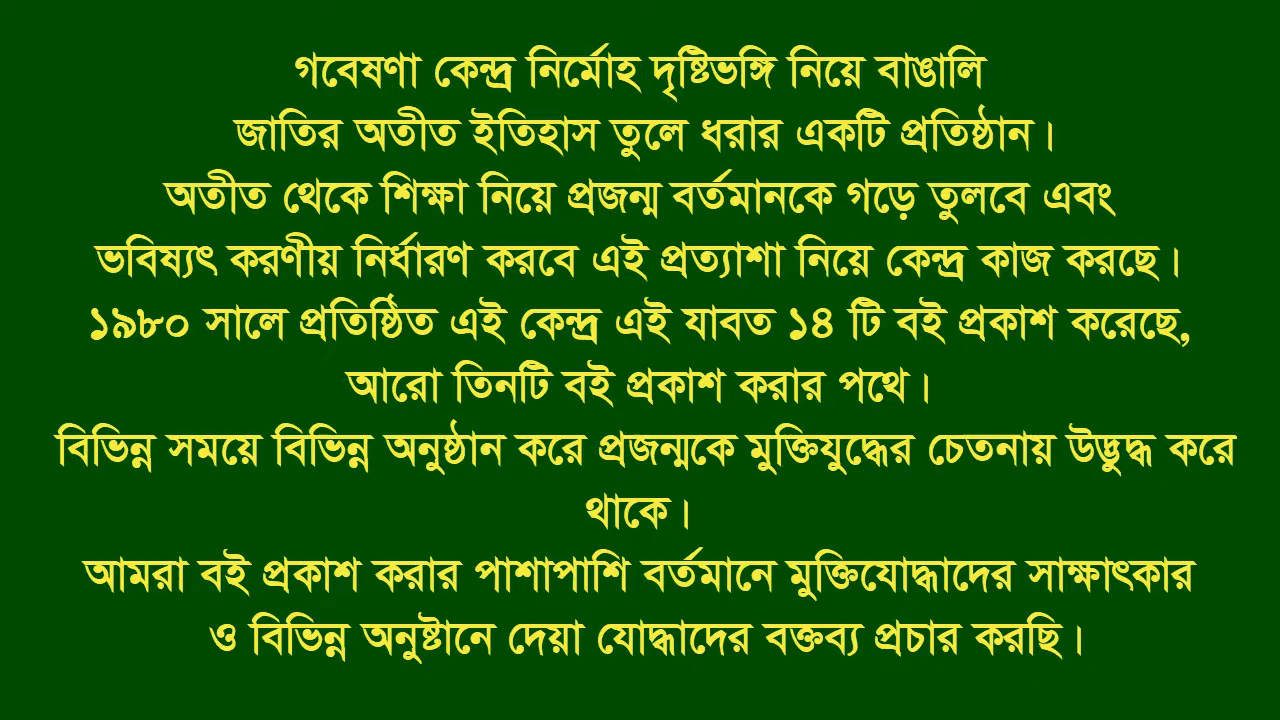 গবেষণা কেন্দ্র নির্মোহ দৃষ্টিভঙ্গি নিয়ে বাঙালি
জাতির অতীত ইতিহাস তুলে ধরার একটি প্রতিষ্ঠান।
অতীত থেকে শিক্ষা নিয়ে প্রজন্ম বর্তমানকে গড়ে তুলবে এবং
ভবিষ্যৎ করণীয় নির্ধারণ করবে এই প্রত্যাশা নিয়ে কেন্দ্র কাজ করছে।
১৯৮০ সালে প্রতিষ্ঠিত এই কেন্দ্র এই যাবত ১৪ টি বই প্রকাশ করেছে,
আরো তিনটি বই প্রকাশ করার পথে।
বিভিন্ন সময়ে বিভিন্ন অনুষ্ঠান করে প্রজন্মকে মুক্তিযুদ্ধের চেতনায় উদ্ভুদ্ধ করে
থাকে।
আমরা বই প্রকাশ করার পাশাপাশি বর্তমানে মুক্তিযোদ্ধাদের সাক্ষাৎকার
ও বিভিন্ন অনুষ্টানে দেয়া যোদ্ধাদের বক্তব্য প্রচার করছি।